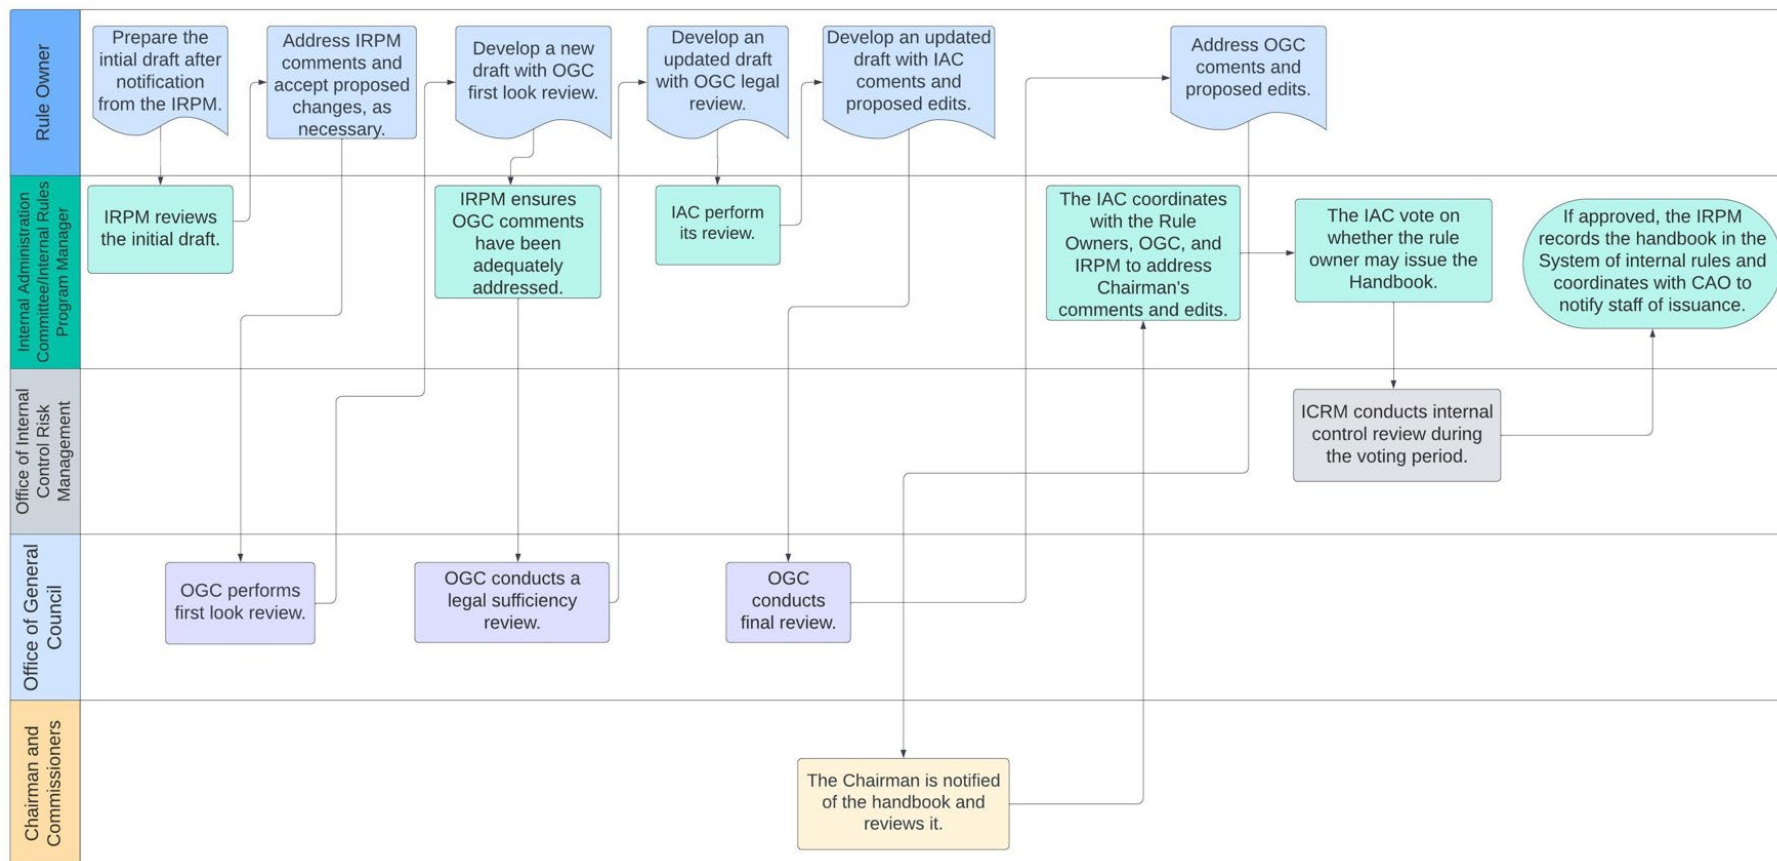 Rule Owner
Prepare the
intial draft after
notification
from the IRPM.
Address IRPM
comments and
accept proposed
changes, as
necessary.
Develop a new
draft with OGC
first look review.
Develop an
updated draft
with OGC legal
review.
Develop an updated
draft with IAC
coments and
proposed edits.
Address OGC
coments and
proposed edits.
Internal Administration
Committee/Internal Rules
Program Manager
IRPM reviews
the initial draft.
IRPM ensures
OGC comments
have been
adequately
addressed.
IAC perform
its review.
The IAC coordinates
with the Rule
Owners, OGC, and
IRPM to address
Chairman's
comments and edits.
The IAC vote on
whether the rule
owner may issue the
Handbook.
If approved, the IRPM
records the handbook in the
System of internal rules and
coordinates with CAO to
notify staff of issuance.
Office of Internal
Control Risk
Management
ICRM conducts internal
control review during
the voting period.
Office of General
Council
OGC performs
first look review.
OGC conducts a
legal sufficiency
review.
OGC
conducts
final review.
Chairman and
Commissioners
The Chairman is notified
of the handbook and
reviews it.